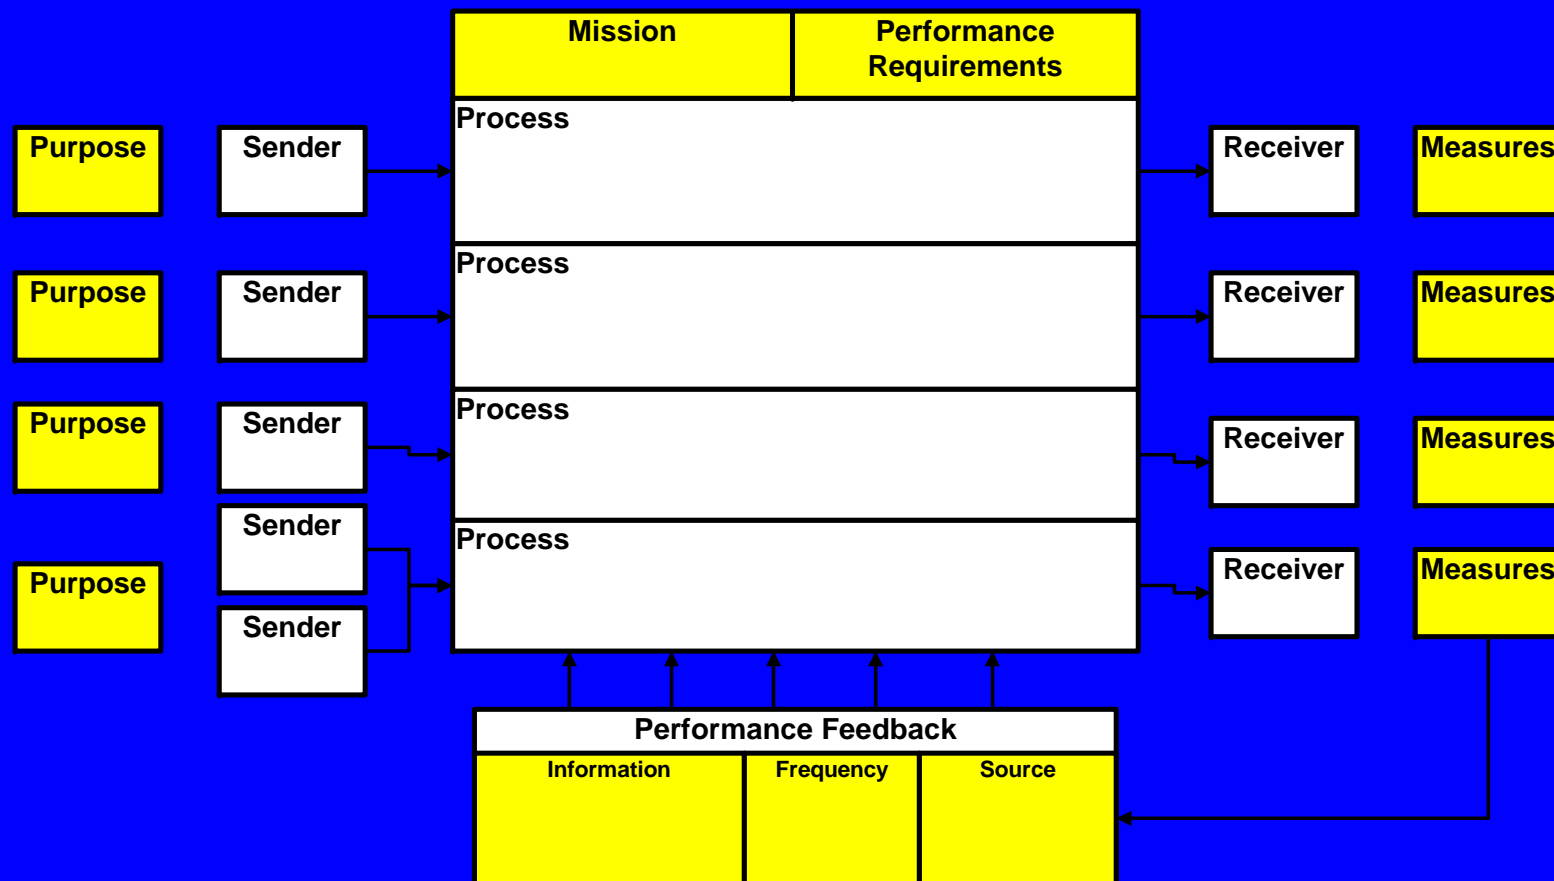 Mission
Performance
Requirements
Process
Purpose
Sender
Receiver
Measures
Process
Purpose
Sender
Receiver
Measures
Process
Purpose
Sender
Receiver
Measures
Sender
Process
Purpose
Receiver
Measures
Sender
Performance Feedback
Information
Frequency
Source